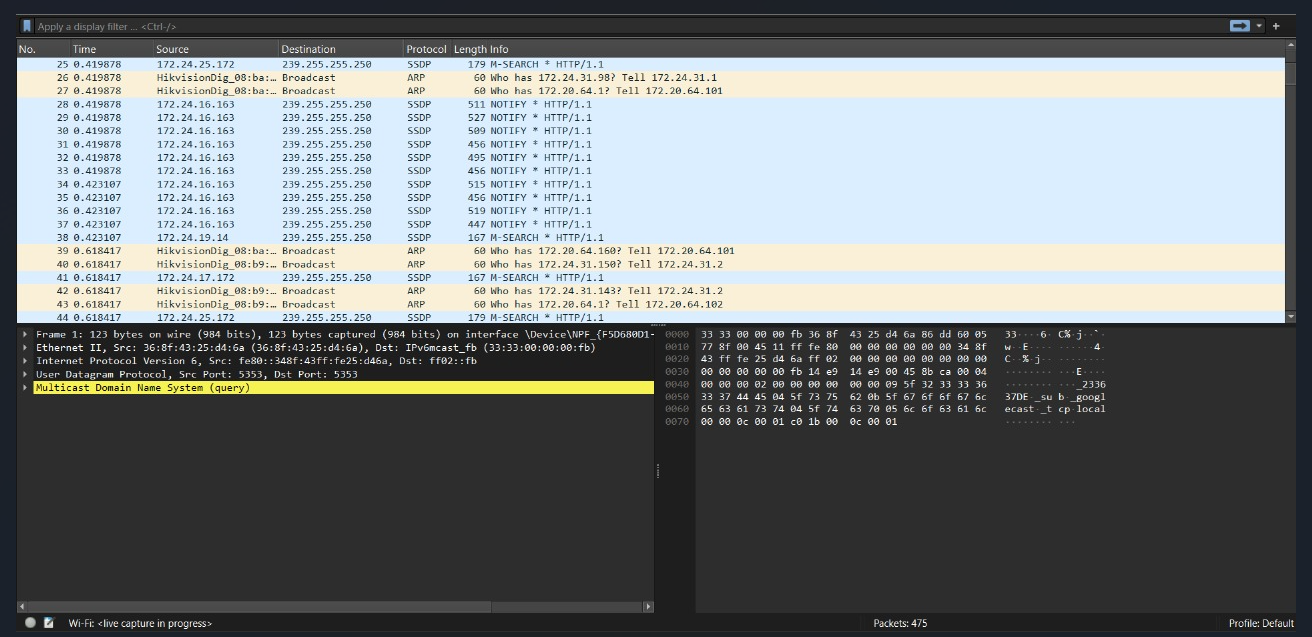 Apply a display filter ... <Ctrl-/>
No. Time Source Destination Protocol Length Info
25 0.419878 172.24.25.172 239.255.255.250 SSDP 179 M-SEARCH * HTTP/1.1
26 0.419878 HikvisionDig_08:ba:… Broadcast ARP 60 Who has 172.24.31.98? Tell 172.24.31.1
27 0.419878 HikvisionDig_08:ba:… Broadcast ARP 60 Who has 172.20.64.1? Tell 172.20.64.101
28 0.419878 172.24.16.163 239.255.255.250 SSDP 511 NOTIFY * HTTP/1.1
29 0.419878 172.24.16.163 239.255.255.250 SSDP 527 NOTIFY * HTTP/1.1
30 0.419878 172.24.16.163 239.255.255.250 SSDP 509 NOTIFY * HTTP/1.1
31 0.419878 172.24.16.163 239.255.255.250 SSDP 456 NOTIFY * HTTP/1.1
32 0.419878 172.24.16.163 239.255.255.250 SSDP 495 NOTIFY * HTTP/1.1
33 0.419878 172.24.16.163 239.255.255.250 SSDP 456 NOTIFY * HTTP/1.1
34 0.423107 172.24.16.163 239.255.255.250 SSDP 515 NOTIFY * HTTP/1.1
35 0.423107 172.24.16.163 239.255.255.250 SSDP 456 NOTIFY * HTTP/1.1
36 0.423107 172.24.16.163 239.255.255.250 SSDP 519 NOTIFY * HTTP/1.1
37 0.423107 172.24.16.163 239.255.255.250 SSDP 447 NOTIFY * HTTP/1.1
38 0.423107 172.24.19.14 239.255.255.250 SSDP 167 M-SEARCH * HTTP/1.1
39 0.618417 HikvisionDig_08:ba:… Broadcast ARP 60 Who has 172.20.64.160? Tell 172.20.64.101
40 0.618417 HikvisionDig_08:b9:… Broadcast ARP 60 Who has 172.24.31.150? Tell 172.24.31.2
41 0.618417 172.24.17.172 239.255.255.250 SSDP 167 M-SEARCH * HTTP/1.1
42 0.618417 HikvisionDig_08:b9:… Broadcast ARP 60 Who has 172.24.31.143? Tell 172.24.31.2
43 0.618417 HikvisionDig_08:b9:… Broadcast ARP 60 Who has 172.20.64.1? Tell 172.20.64.102
44 0.618417 172.24.25.172 239.255.255.250 SSDP 179 M-SEARCH * HTTP/1.1
Frame 1: 123 bytes on wire (984 bits), 123 bytes captured (984 bits) on interface \Device\NPF_{F5D680D1-
Ethernet II, Src: 36:8f:43:25:d4:6a (36:8f:43:25:d4:6a), Dst: IPv6mcast_fb (33:33:00:00:00:fb)
Internet Protocol Version 6, Src: fe80::348f:43ff:fe25:d46a, Dst: ff02::fb
User Datagram Protocol, Src Port: 5353, Dst Port: 5353
Multicast Domain Name System (query)
0000 33 33 00 00 00 fb 36 8f 43 25 d4 6a 86 dd 60 05 33····6· C%·j··`·
0010 77 8f 00 45 11 ff fe 80 00 00 00 00 00 00 34 8f w··E···· ······4·
0020 43 ff fe 25 d4 6a ff 02 00 00 00 00 00 00 00 00 C··%·j·· ········
0030 00 00 00 00 00 fb 14 e9 14 e9 00 45 8b ca 00 04 ········ ···E····
0040 00 00 00 02 00 00 00 00 00 00 09 5f 32 33 33 36 ········ ···_2336
0050 33 37 44 45 04 5f 73 75 62 0b 5f 67 6f 6f 67 6c 37DE·_su b·_googl
0060 65 63 61 73 74 04 5f 74 63 70 05 6c 6f 63 61 6c ecast·_t cp·local
0070 00 00 0c 00 01 c0 1b 00 0c 00 01 ········ ···
Wi-Fi: <live capture in progress>
Packets: 475
Profile: Default